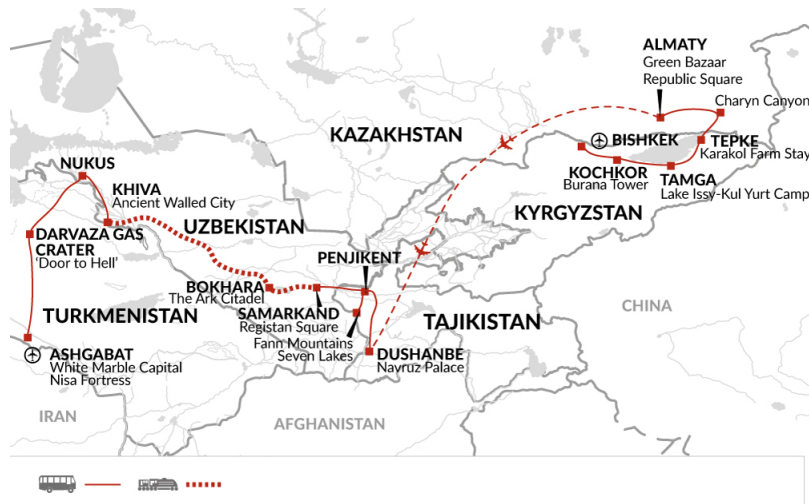 ALMATY
Green Bazaar
Republic Square
Charyn Canyon
KAZAKHSTAN
BISHKEK
TEPKE
Karakol Farm Stay
NUKUS
KOCHKOR
Burana Tower
TAMGA
Lake Issy-Kul Yurt Camp
KHIVA
Ancient Walled City
KYRGYZSTAN
UZBEKISTAN
DARVAZA GAS
CRATER
'Door to Hell'
PENJIKENT
BOKHARA
The Ark Citadel
TURKMENISTAN
SAMARKAND
Registan Square
Fann Mountains
Seven Lakes
TAJIKISTAN
CHINA
ASHGABAT
White Marble Capital
Nisa Fortress
DUSHANBE
Navruz Palace
IRAN
AFGHANISTAN